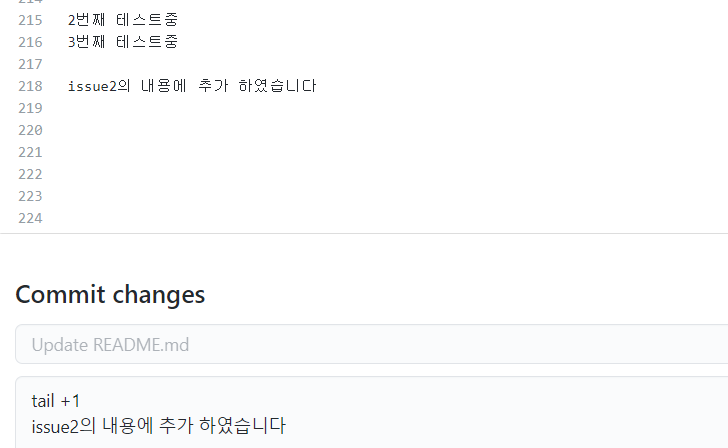 215 2번째 테스트중
216 3번째 테스트중
217
218 issue2의 내용에 추가 하였습니다
219
220
221
222
223
224
Commit changes
Update README.md
tail +1
issue2의 내용에 추가 하였습니다